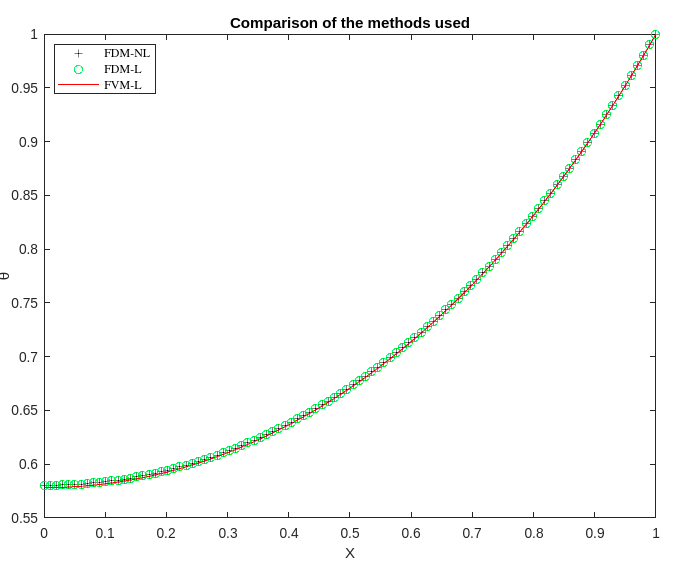 Comparison of the methods used
FDM-NL
FDM-L
FVM-L
1
0.95
0.9
0.85
0.8
0.75
0.7
0.65
0.6
0.55
θ
0 0.1 0.2 0.3 0.4 0.5 0.6 0.7 0.8 0.9 1
X